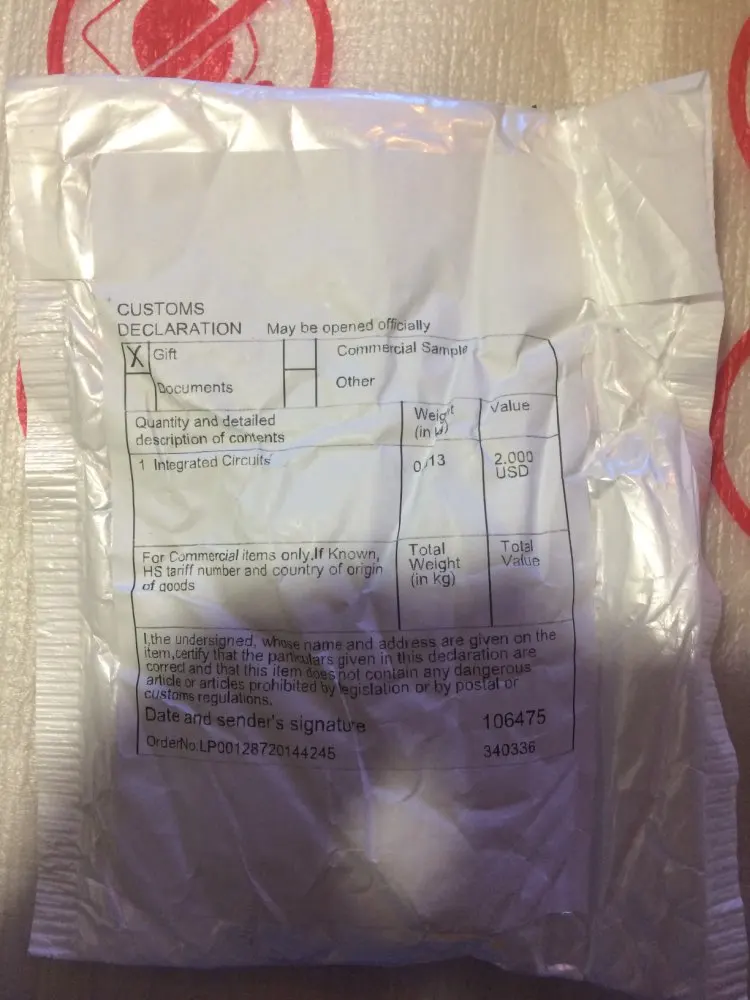 CUSTOMS
DECLARATION May be opened officially
X Gift Commercial Sample
Documents Other
Quantity and detailed
description of contents
Weight
(in
Value
1 Integrated Circuits
2.000
USD
For Commercial items only,If Known,
HS tariff number and country of origin
of goods
Total
Weight
(in kg)
Total
Value
I,the undersigned, whose name and address are given on the
item,certify that the particulars given in this declaration are
correct and that this item does not contain any dangerous
article or articles prohibited by legislation or by postal or
customs regulations.
Date and sender's signature 106475
OrderNo.LP00128720144245 340336